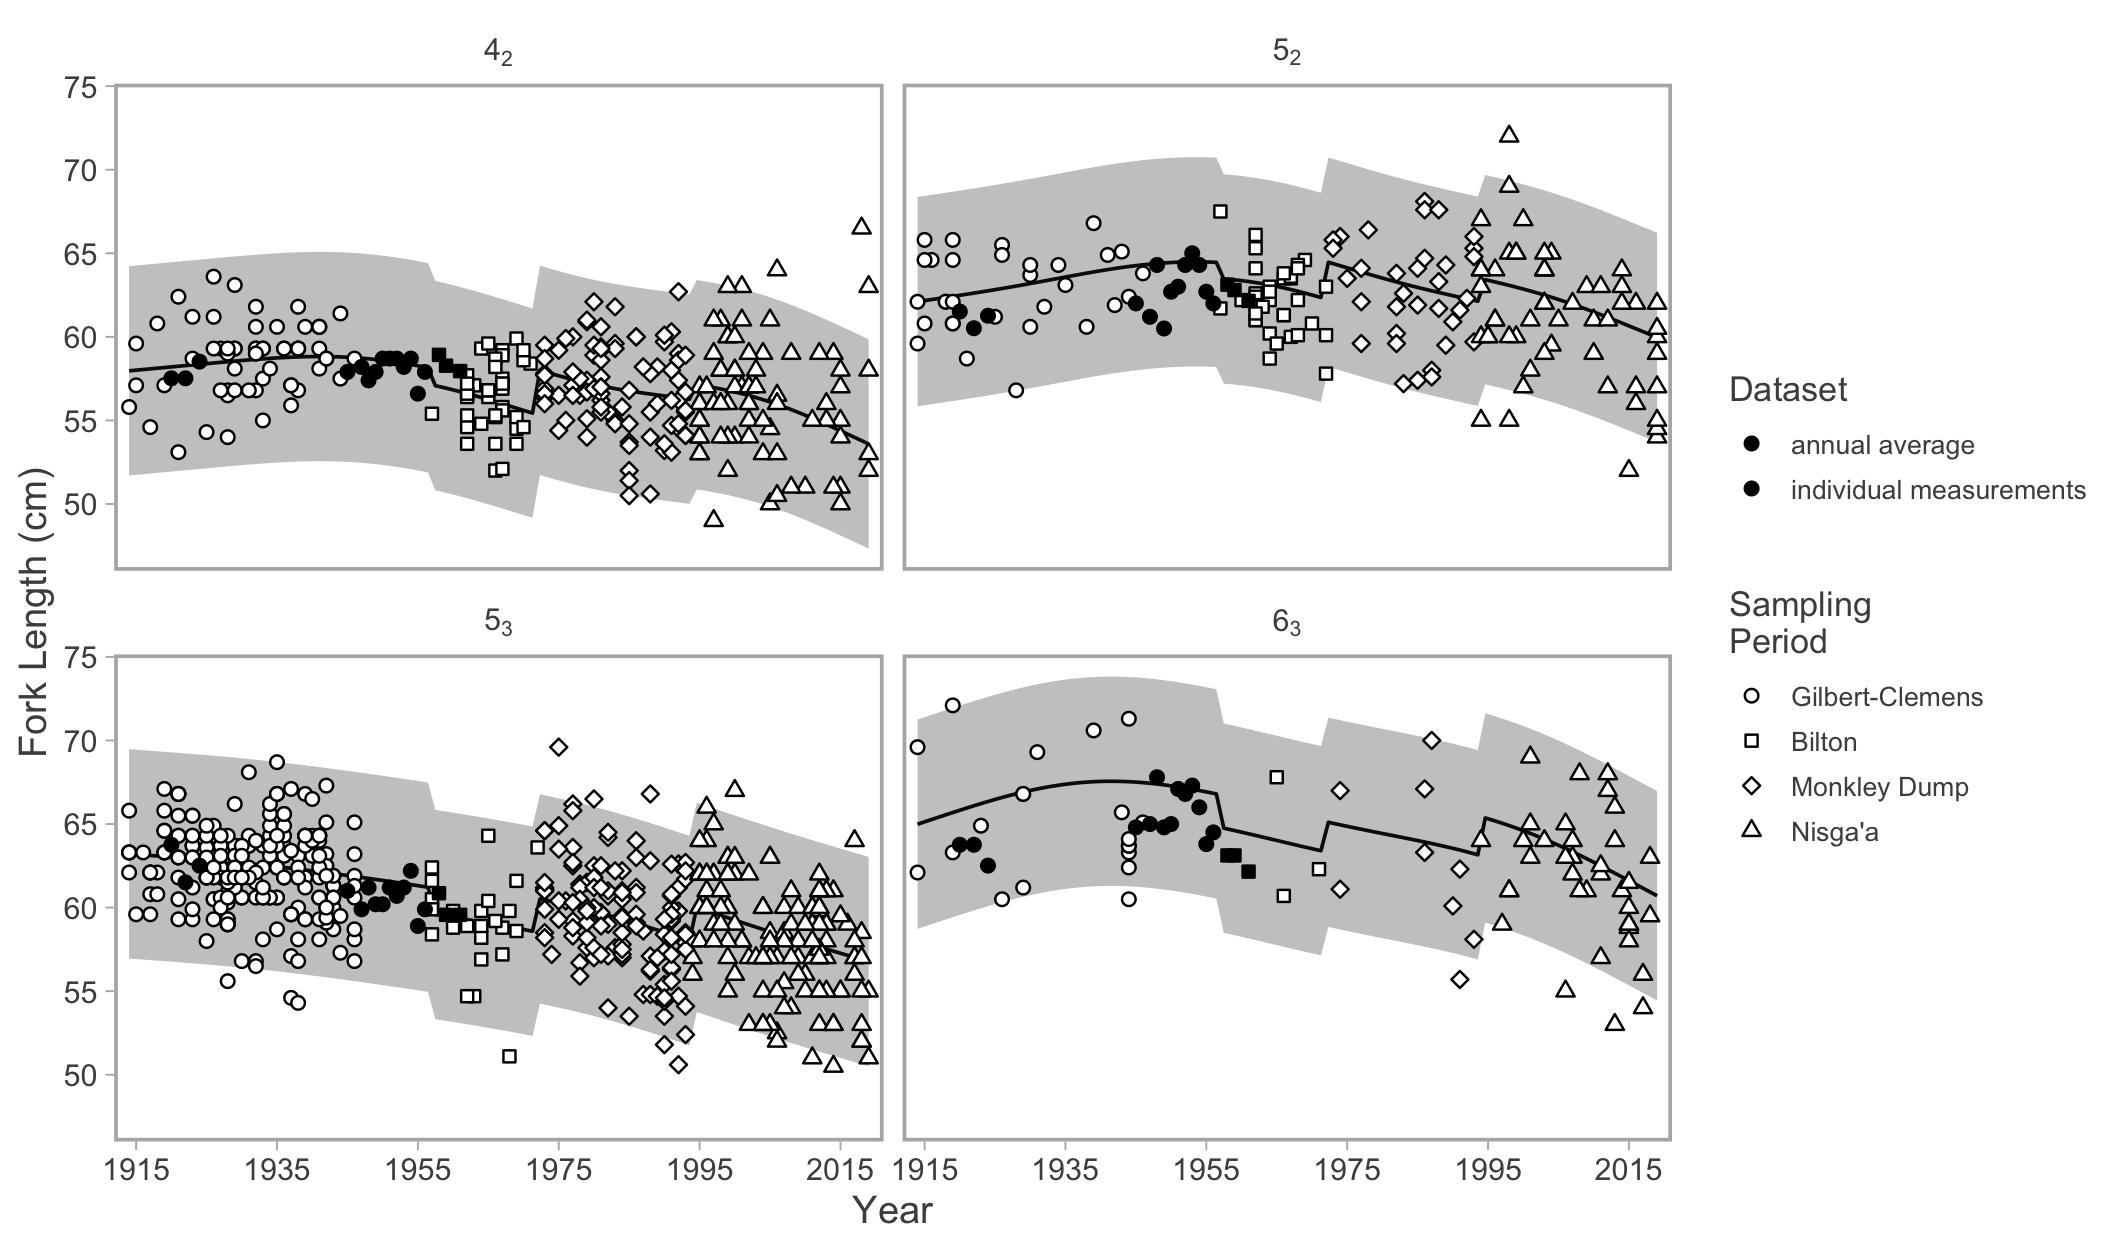 4₂
5₂
75
70
65
60
55
50
5₃
6₃
75
70
65
60
55
50
Fork Length (cm)
1915 1935 1955 1975 1995 2015 1915 1935 1955 1975 1995 2015
Year
Dataset
annual average
individual measurements
Sampling
Period
Gilbert-Clemens
Bilton
Monkley Dump
Nisga'a